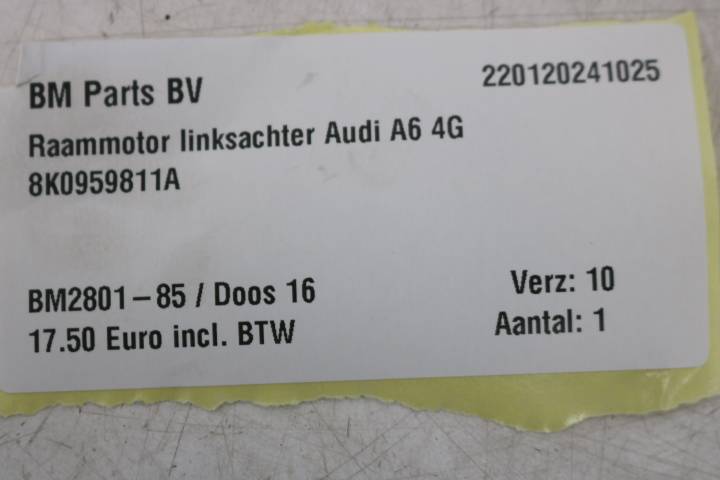 BM Parts BV
220120241025
Raammotor linksachter Audi A6 4G
8K0959811A
BM2801-85 / Doos 16
Verz: 10
17.50 Euro incl. BTW
Aantal: 1